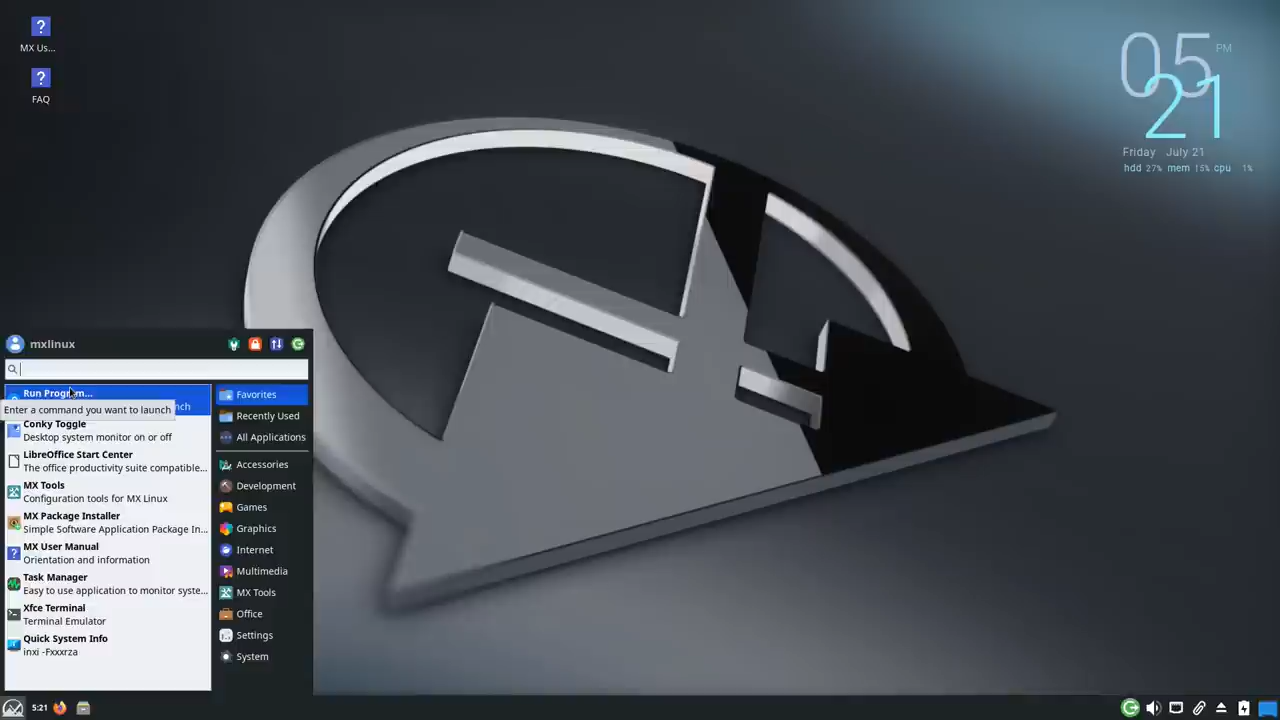 MX Us...
FAQ
05 PM
21
Friday July 21
hdd 27% mem 15% cpu 1%
mxlinux
Run Program...
nch
Enter a command you want to launch
Conky Toggle
Desktop system monitor on or off
LibreOffice Start Center
The office productivity suite compatible...
MX Tools
Configuration tools for MX Linux
MX Package Installer
Simple Software Application Package In...
MX User Manual
Orientation and information
Task Manager
Easy to use application to monitor syste...
Xfce Terminal
Terminal Emulator
Quick System Info
inxi -Fxxxrza
Favorites
Recently Used
All Applications
Accessories
Development
Games
Graphics
Internet
Multimedia
MX Tools
Office
Settings
System
5:21